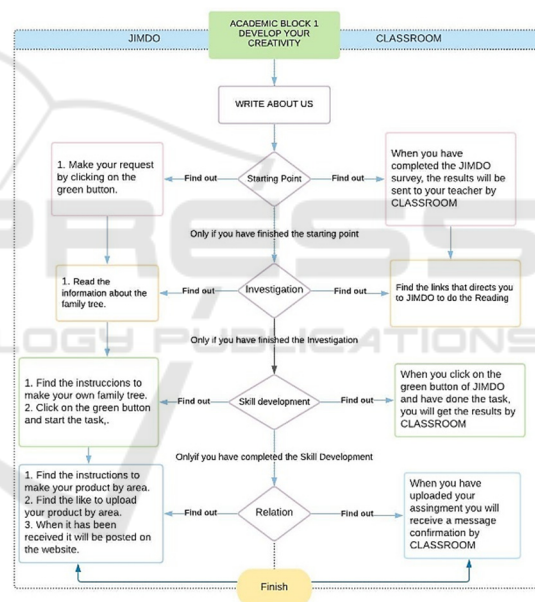 ACADEMIC BLOCK 1
DEVELOP YOUR
CREATIVITY
JIMDO
CLASSROOM
WRITE ABOUT US
1. Make your request
by clicking on the
green button.
Find out
Starting Point
Find out
When you have
completed the JIMDO
survey, the results will be
sent to your teacher by
CLASSROOM
Only if you have finished the starting point
1. Read the
information about the
family tree.
Find out
Investigation
Find out
Find the links that directs you
to JIMDO to do the Reading
Only if you have finished the Investigation
1. Find the instruccions to
make your own family tree.
2. Click on the green button
and start the task,.
Find out
Skill development
Find out
When you click on the
green button of JIMDO
and have done the task,
you will get the results by
CLASSROOM
Onlyif you have completed the Skill Development
1. Find the instructions to
make your product by area.
2. Find the like to upload
your product by area.
3. When it has been
received it will be posted on
the website.
Find out
Relation
Find out
When you have
uploaded your
assingment you will
receive a message
confirmation by
CLASSROOM
Finish
PRESS
LOGY PUBLICATIONS